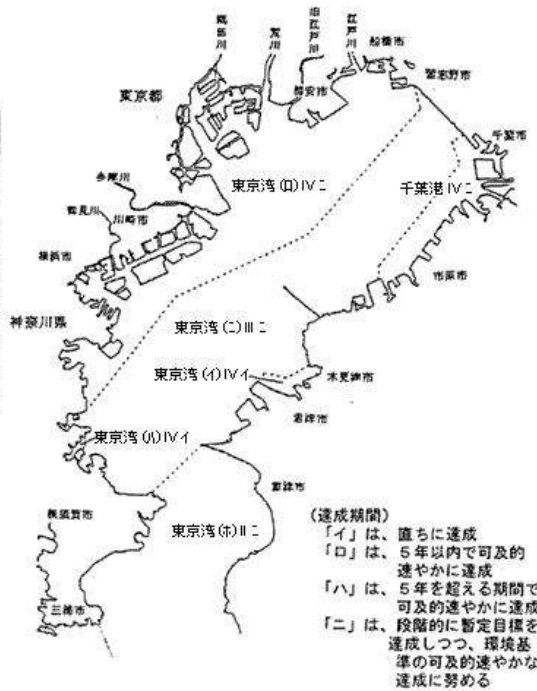 隅田川
荒川
旧江戸川
江戸川
船橋市
習志野市
浦安市
東京都
千葉市
多摩川
東京湾(ロ)Ⅳニ
千葉港Ⅳニ
鶴見川
川崎市
横浜市
市原市
神奈川県
東京湾(ニ)Ⅲニ
東京湾(イ)Ⅳイ
木更津市
君津市
東京湾(ハ)Ⅳイ
富津市
横須賀市
東京湾(ホ)Ⅱニ
三浦市
(達成期間)
「イ」は、直ちに達成
「ロ」は、5年以内で可及的
速やかに達成
「ハ」は、5年を超える期間で
可及的速やかに達成
「ニ」は、段階的に暫定目標を
達成しつつ、環境基
準の可及的速やかな
達成に努める